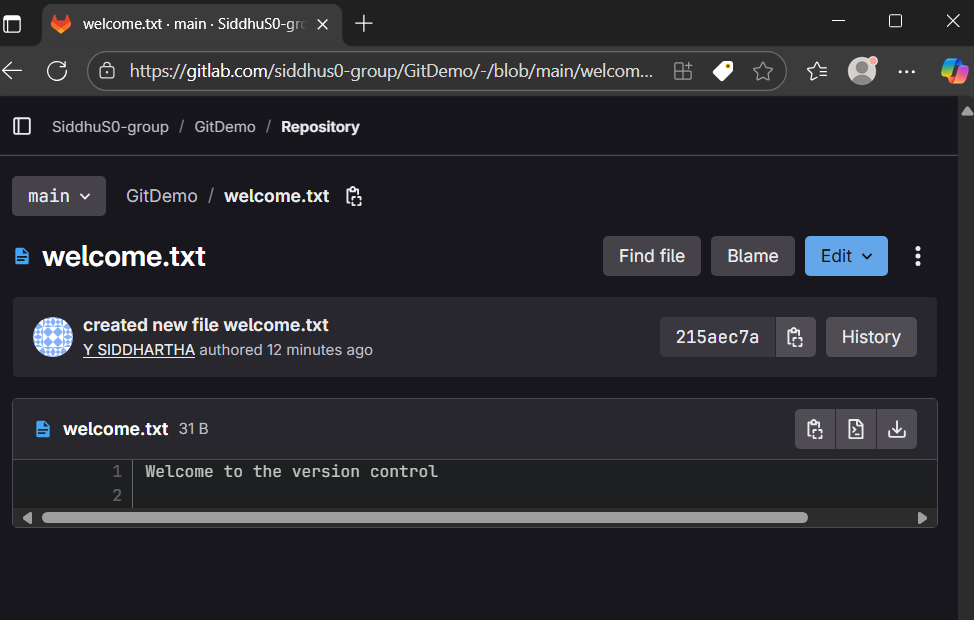 welcome.txt · main · SiddhuS0-gro
https://gitlab.com/siddhus0-group/GitDemo/-/blob/main/welcom...
SiddhuS0-group / GitDemo / Repository
main GitDemo / welcome.txt
welcome.txt Find file Blame Edit
created new file welcome.txt
Y SIDDHARTHA authored 12 minutes ago
215aec7a History
welcome.txt 31 B
1 Welcome to the version control
2